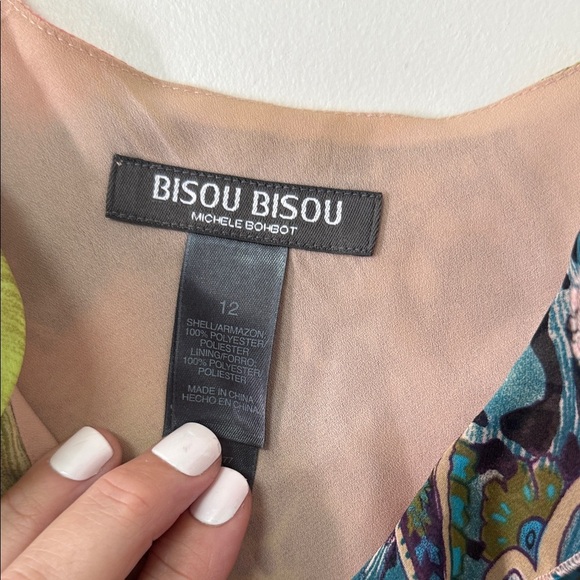 BISOU BISOU
MICHELE BOHBOT
12
SHELL/ARMAZON:
100% POLYESTER/
POLIESTER
LINING/FORRO:
100% POLYESTER/
POLIESTER
MADE IN CHINA
HECHO EN CHINA